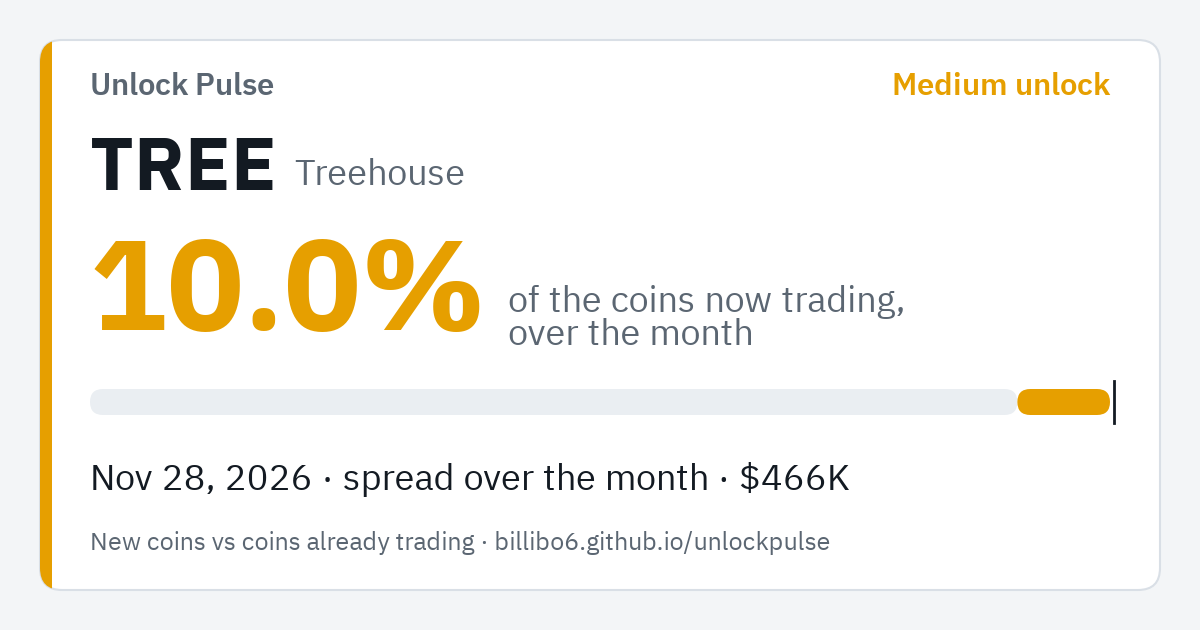 Unlock Pulse
Medium unlock
TREE Treehouse
10.0% of the coins now trading,
over the month
Nov 28, 2026 · spread over the month · $466K
New coins vs coins already trading · billibo6.github.io/unlockpulse